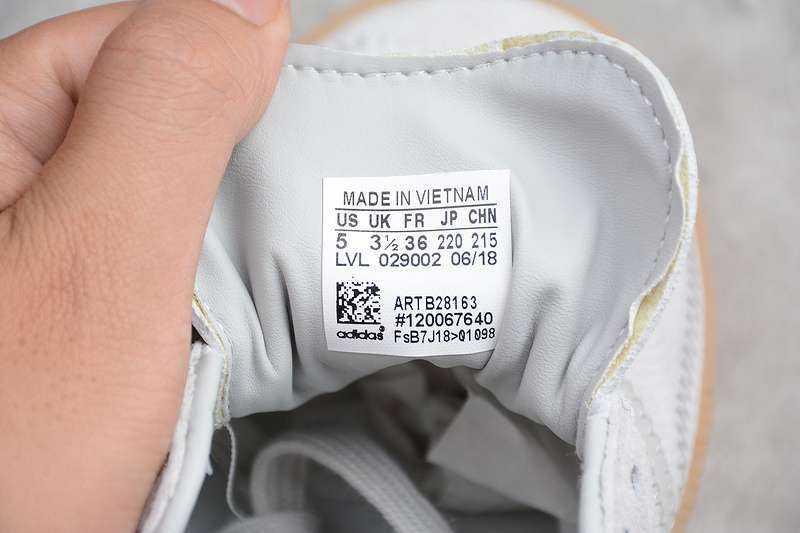 MADE IN VIETNAM
US UK FR JP CHN
5 3½ 36 220 215
LVL 029002 06/18
ART B28163
#120067640
adidas FsB7J18>01098